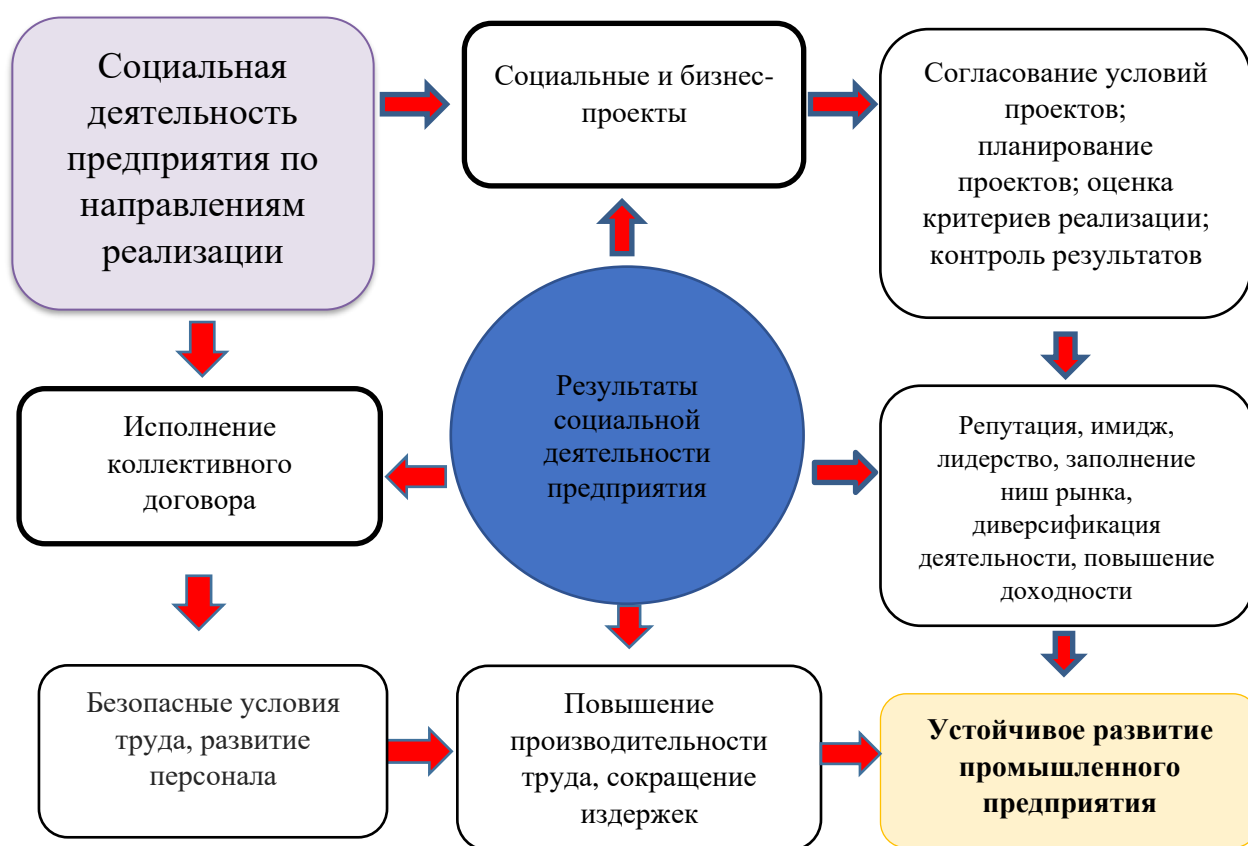 Социальная
деятельность
предприятия по
направлениям
реализации
Социальные и бизнес-
проекты
Согласование условий
проектов;
планирование
проектов; оценка
критериев реализации;
контроль результатов
Исполнение
коллективного
договора
Результаты
социальной
деятельности
предприятия
Репутация, имидж,
лидерство, заполнение
ниш рынка,
диверсификация
деятельности, повышение
доходности
Безопасные условия
труда, развитие
персонала
Повышение
производительности
труда, сокращение
издержек
Устойчивое развитие
промышленного
предприятия